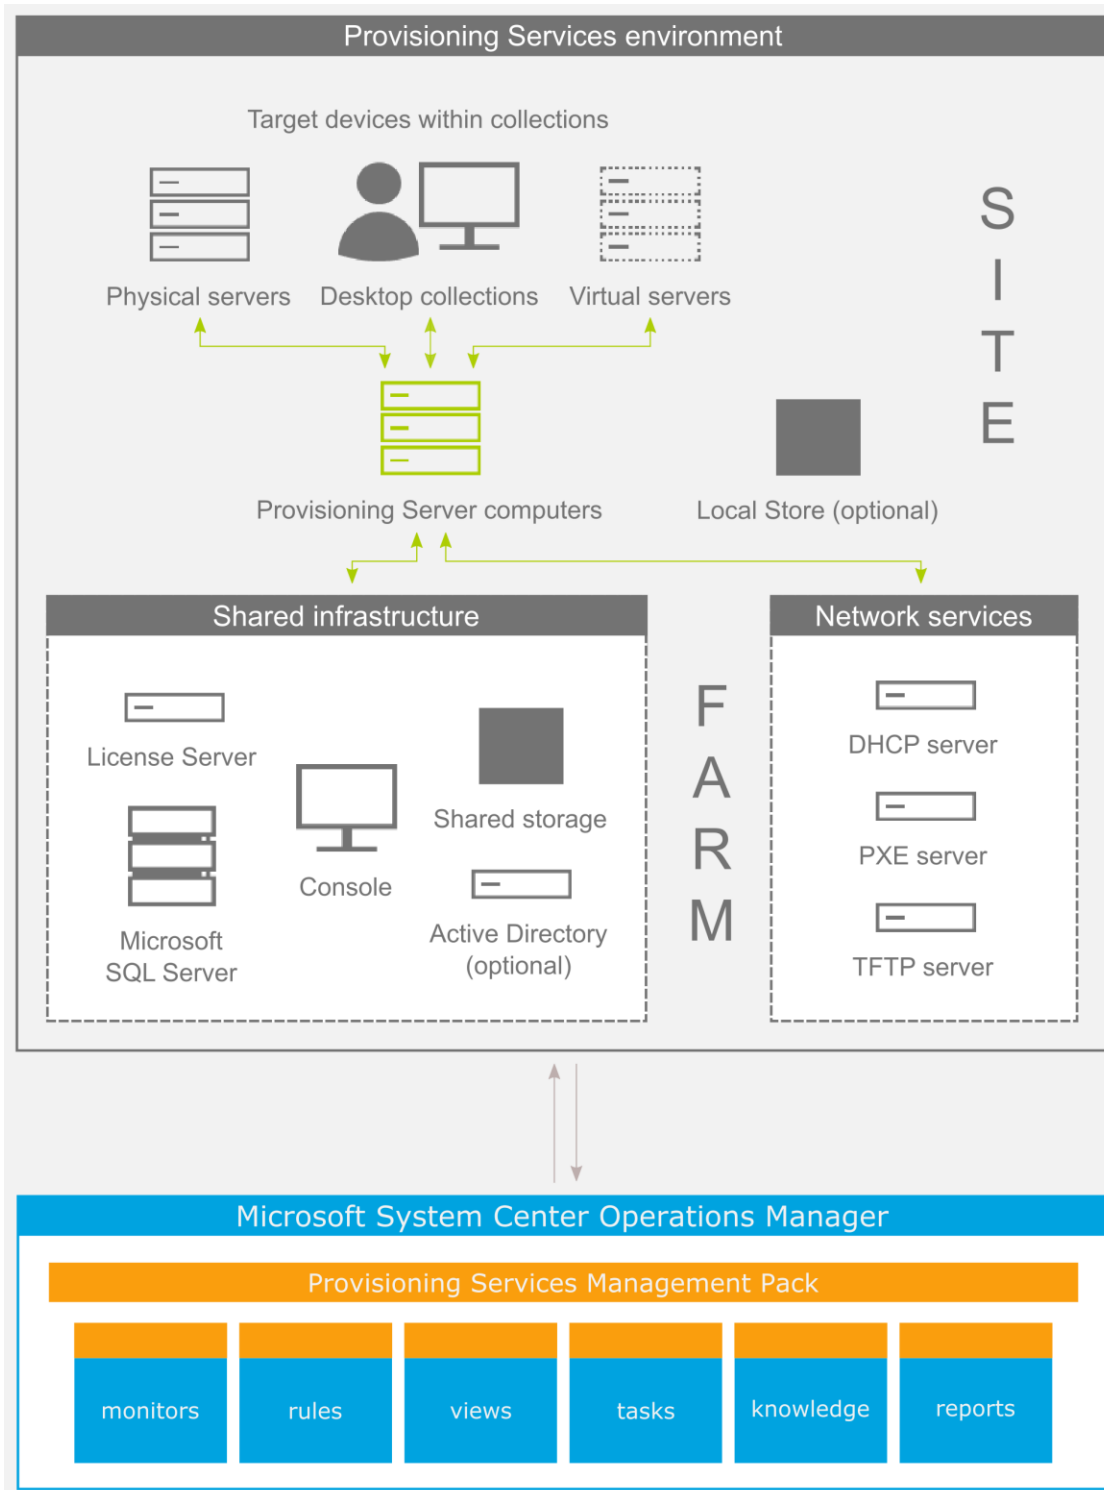 Provisioning Services environment
Target devices within collections
Physical servers
Desktop collections
Virtual servers
S
I
T
E
Provisioning Server computers
Local Store (optional)
Shared infrastructure
Network services
License Server
Microsoft
SQL Server
Console
Shared storage
Active Directory
(optional)
F
A
R
M
DHCP server
PXE server
TFTP server
Microsoft System Center Operations Manager
Provisioning Services Management Pack
monitors
rules
views
tasks
knowledge
reports